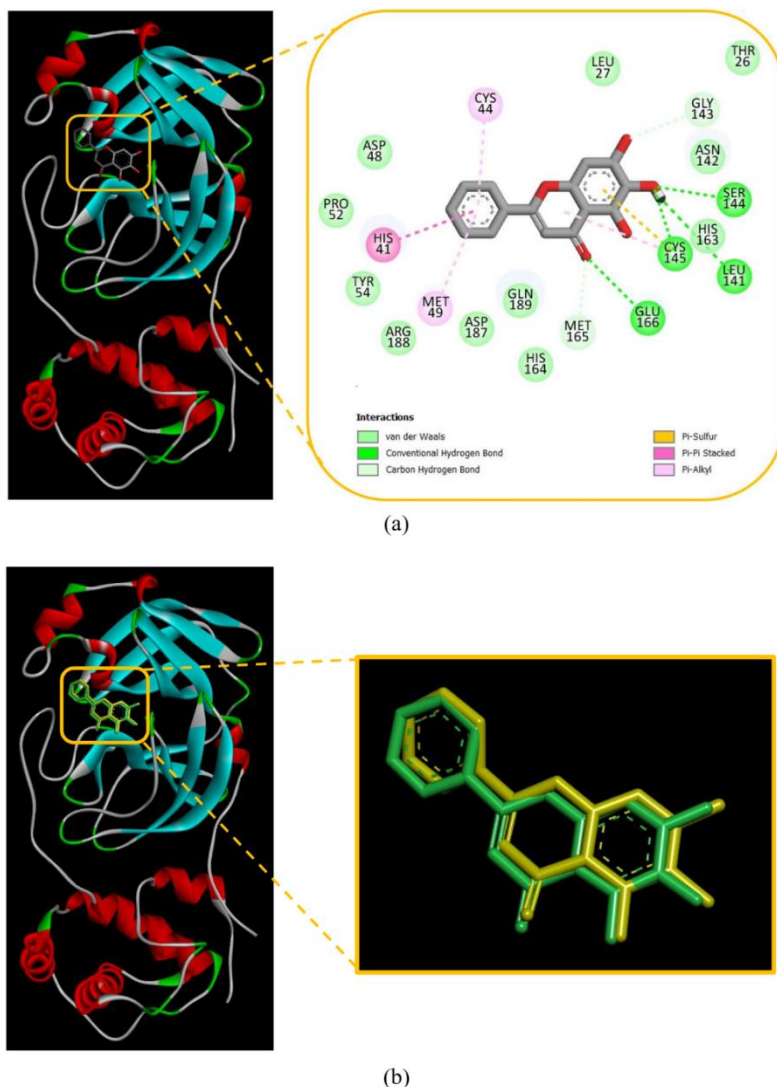 THR
26
LEU
27
CYS
44
GLY
143
ASP
48
ASN
142
SER
144
PRO
52
HIS
41
HIS
163
CYS
145
LEU
141
TYR
54
MET
49
GLN
189
GLU
166
ARG
188
ASP
187
MET
165
HIS
164
Interactions
van der Waals
Conventional Hydrogen Bond
Carbon Hydrogen Bond
Pi-Sulfur
Pi-Pi Stacked
Pi-Alkyl
(a)
(b)